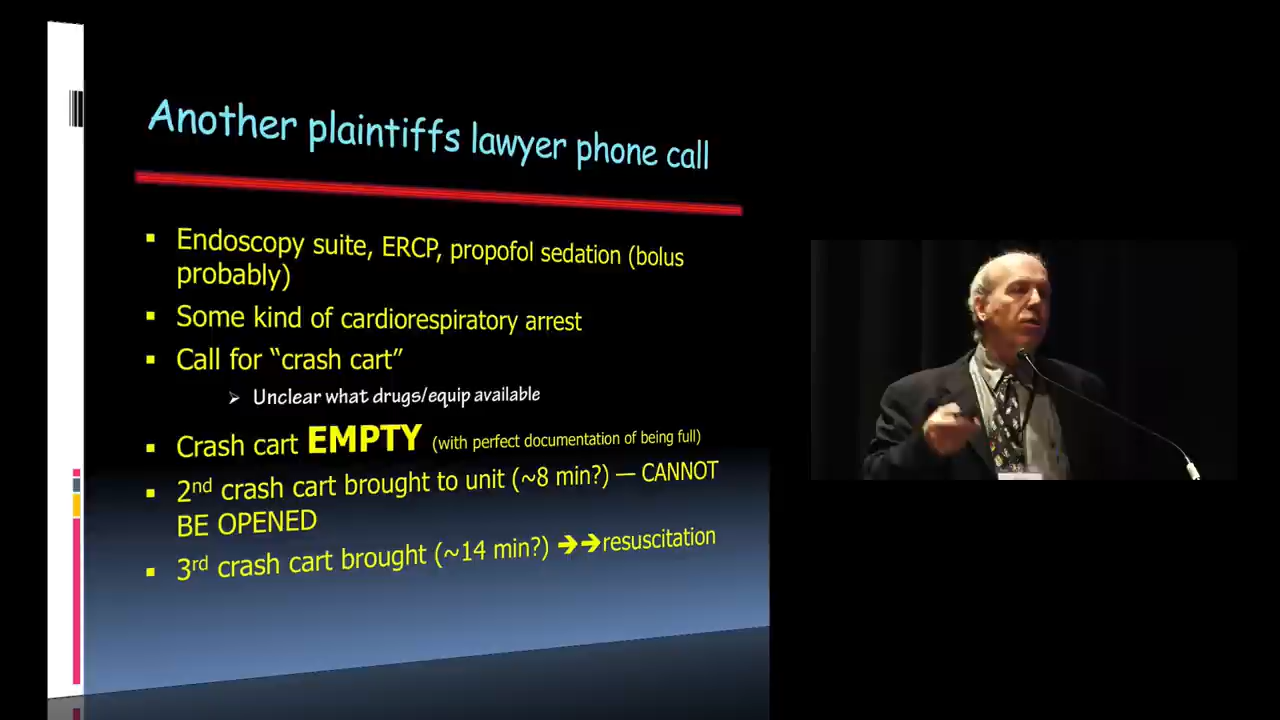 Another plaintiffs lawyer phone call
Endoscopy suite, ERCP, propofol sedation (bolus
probably)
Some kind of cardiorespiratory arrest
Call for “crash cart”
Unclear what drugs/equip available
Crash cart EMPTY (with perfect documentation of being full)
2nd crash cart brought to unit (~8 min?) — CANNOT
BE OPENED
3rd crash cart brought (~14 min?) ➔➔resuscitation